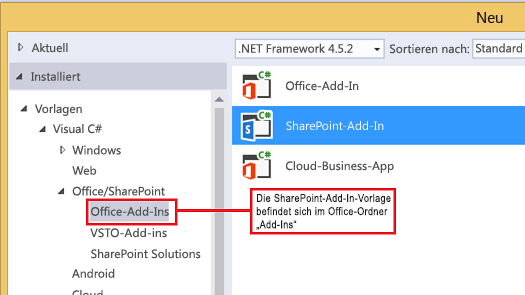 Neu
Aktuell
.NET Framework 4.5.2
Sortieren nach:
Standard
Installiert
Vorlagen
Visual C#
Windows
Web
Office/SharePoint
Office-Add-Ins
VSTO-Add-ins
SharePoint Solutions
Android
Cloud
C#
Office-Add-In
C#
SharePoint-Add-In
C#
Cloud-Business-App
Die SharePoint-Add-In-Vorlage
befindet sich im Office-Ordner
„Add-Ins“